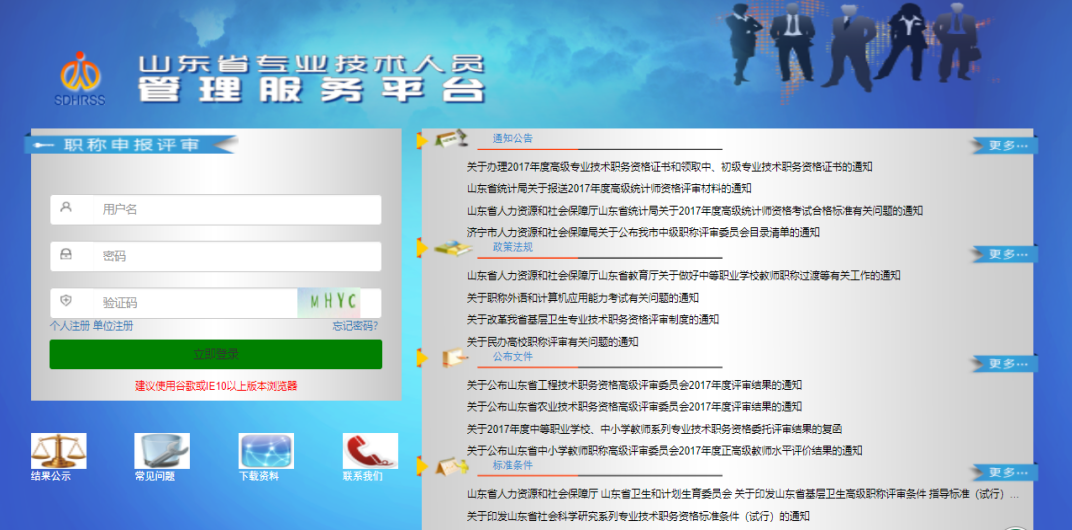 SDHRSS
山东省专业技术人员
管理服务平台
职称申报评审
用户名
密码
验证码
MHYC
个人注册 单位注册
忘记密码?
立即登录
建议使用谷歌或IE10以上版本浏览器
结果公示
常见问题
下载资料
联系我们
通知公告
更多...
关于办理2017年度高级专业技术职务资格证书和领取中、初级专业技术职务资格证书的通知
山东省统计局关于报送2017年度高级统计师资格评审材料的通知
山东省人力资源和社会保障厅山东省统计局关于2017年度高级统计师资格考试合格标准有关问题的通知
济宁市人力资源和社会保障局关于公布我市中级职称评审委员会目录清单的通知
政策法规
更多...
山东省人力资源和社会保障厅山东省教育厅关于做好中等职业学校教师职称过渡等有关工作的通知
关于职称外语和计算机应用能力考试有关问题的通知
关于改革我省基层卫生专业技术职务资格评审制度的通知
关于民办高校职称评审有关问题的通知
公布文件
更多...
关于公布山东省工程技术职务资格高级评审委员会2017年度评审结果的通知
关于公布山东省农业技术职务资格高级评审委员会2017年度评审结果的通知
关于2017年度中等职业学校、中小学教师系列专业技术职务资格委托评审结果的复函
关于公布山东省中小学教师职称高级评审委员会2017年度正高级教师水平评价结果的通知
标准条件
更多...
山东省人力资源和社会保障厅 山东省卫生和计划生育委员会 关于印发山东省基层卫生高级职称评审条件 指导标准（试行）...
关于印发山东省社会科学研究系列专业技术职务资格标准条件（试行）的通知